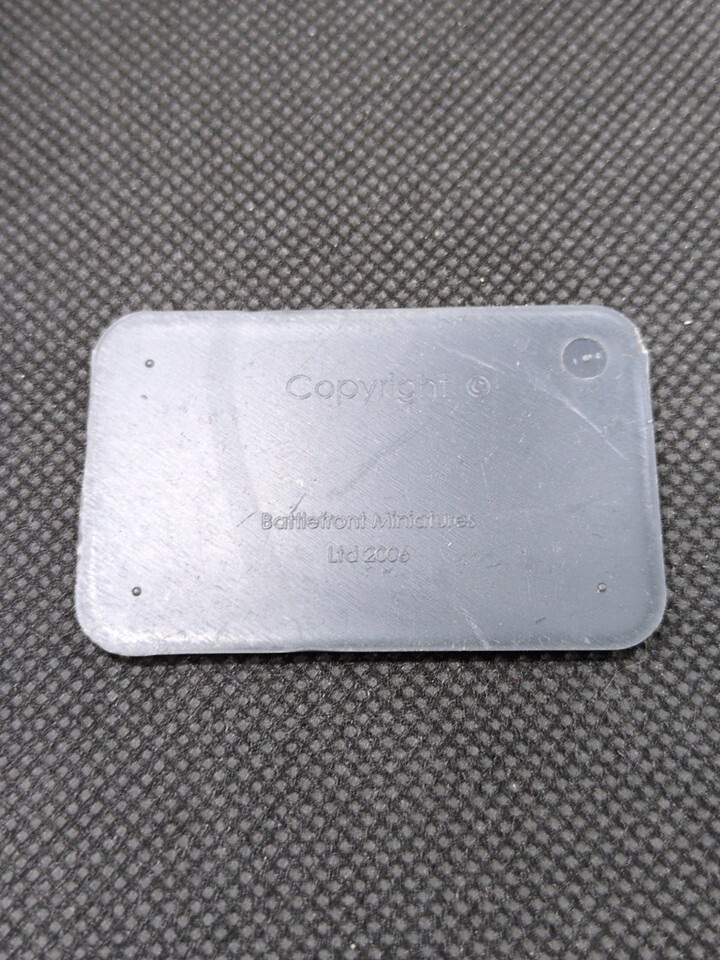 Copyright ©
Battlefront Miniatures
Ltd 2006